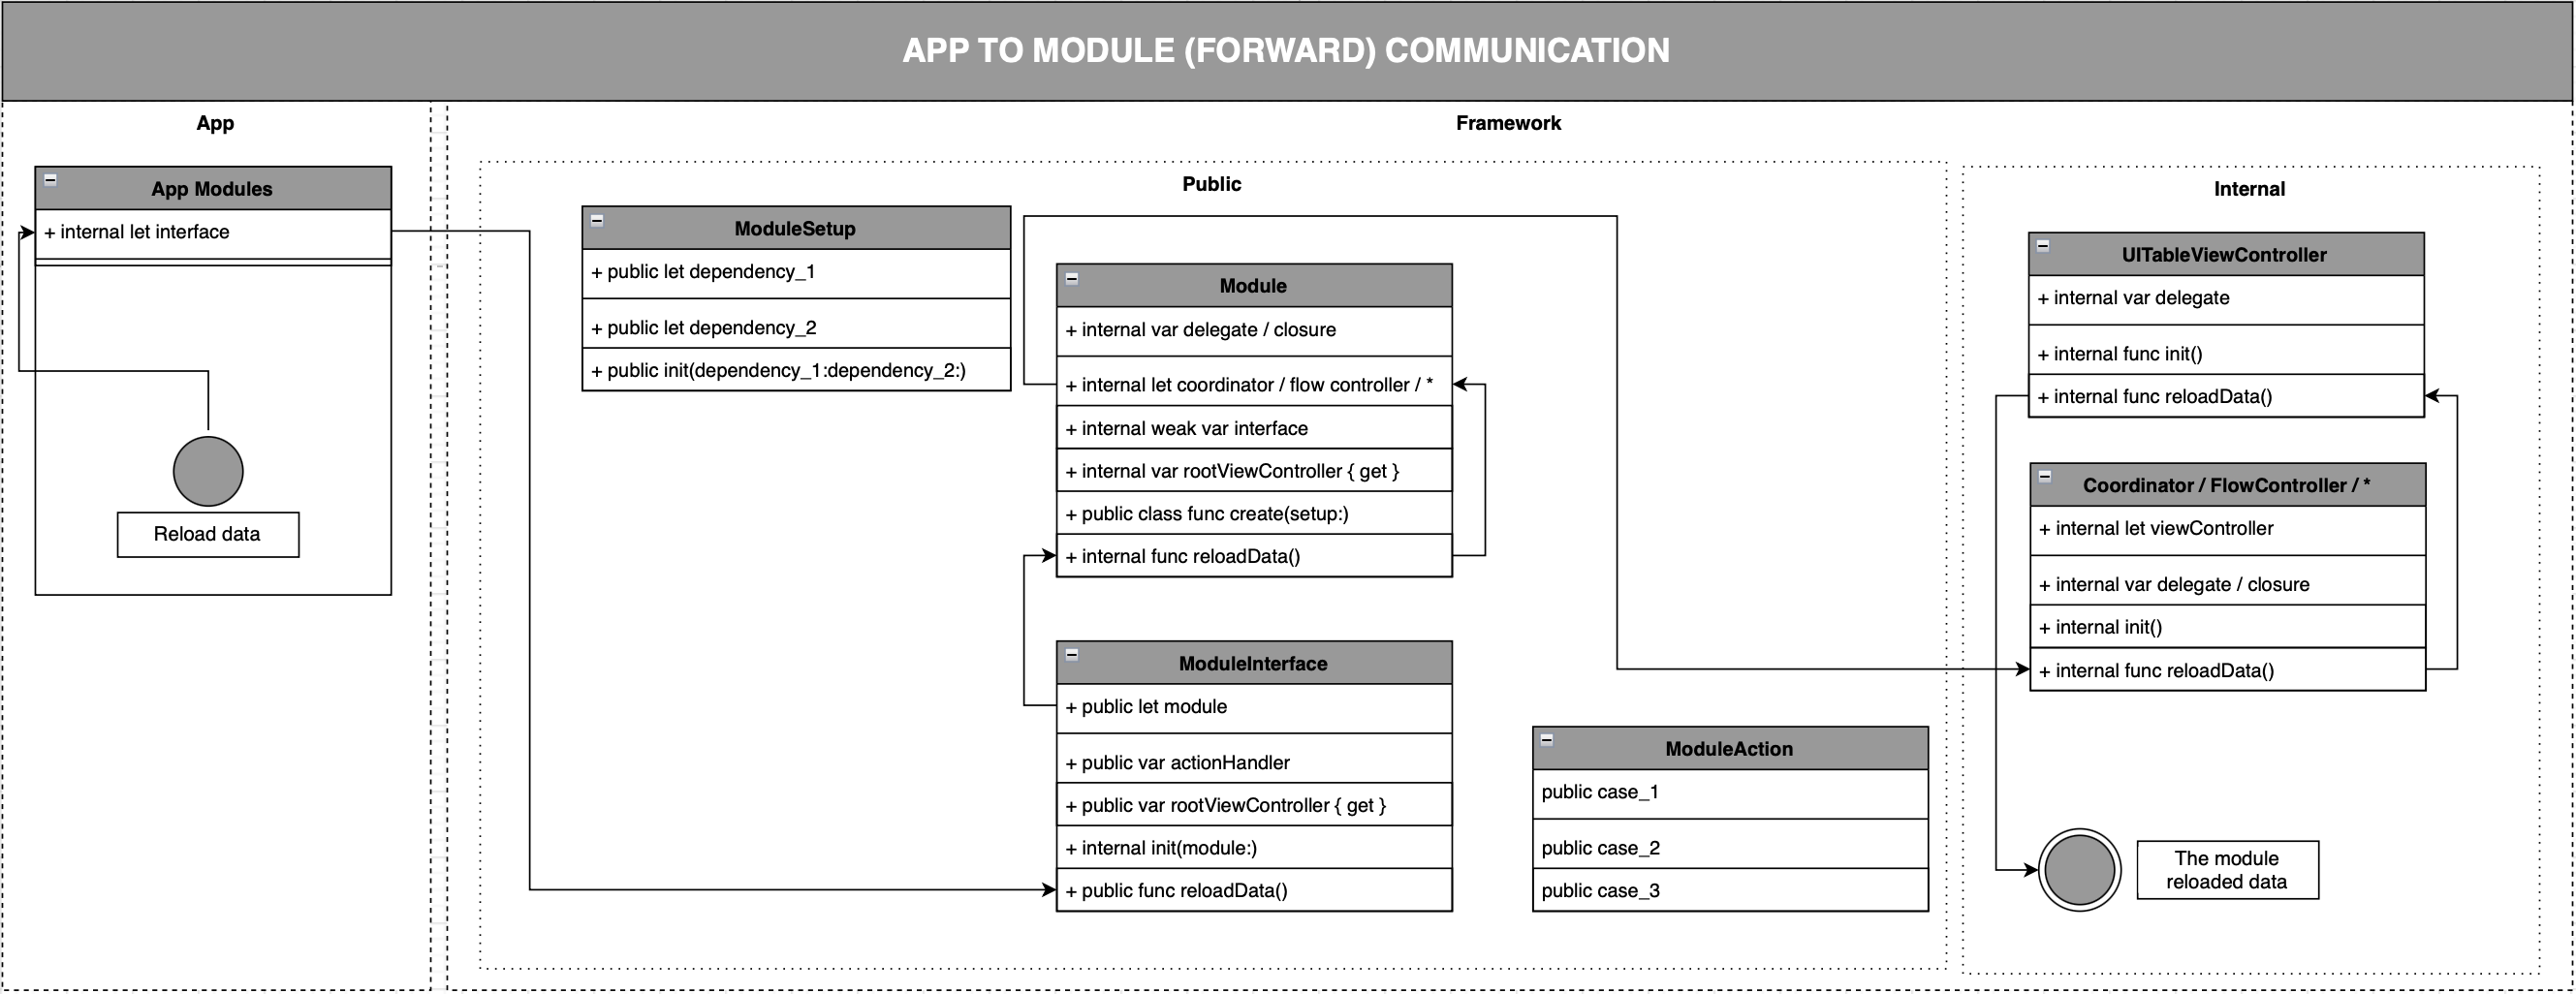 APP TO MODULE (FORWARD) COMMUNICATION
App
App Modules
+ internal let interface
Reload data
Framework
Public
ModuleSetup
+ public let dependency_1
+ public let dependency_2
+ public init(dependency_1:dependency_2:)
Module
+ internal var delegate / closure
+ internal let coordinator / flow controller / *
+ internal weak var interface
+ internal var rootViewController { get }
+ public class func create(setup:)
+ internal func reloadData()
ModuleInterface
+ public let module
+ public var actionHandler
+ public var rootViewController { get }
+ internal init(module:)
+ public func reloadData()
ModuleAction
public case_1
public case_2
public case_3
Internal
UITableViewController
+ internal var delegate
+ internal func init()
+ internal func reloadData()
Coordinator / FlowController / *
+ internal let viewController
+ internal var delegate / closure
+ internal init()
+ internal func reloadData()
The module
reloaded data